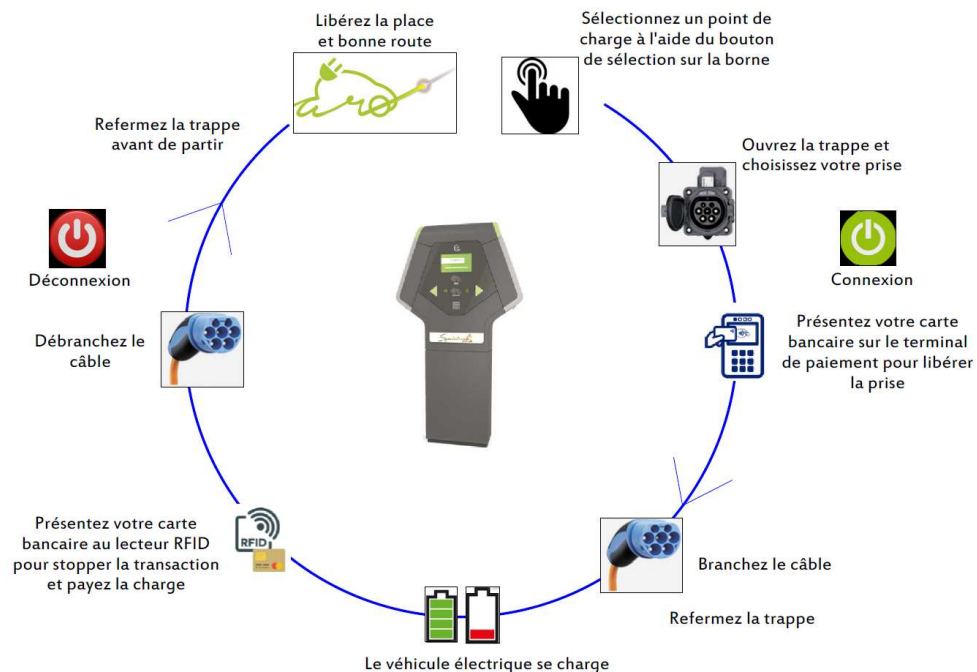 Libérez la place
et bonne route
Sélectionnez un point de
charge à l'aide du bouton
de sélection sur la borne
Ouvrez la trappe et
choisissez votre prise
Connexion
Présentez votre carte
bancaire sur le terminal
de paiement pour libérer
la prise
Branchez le câble
Refermez la trappe
Le véhicule électrique se charge
Présentez votre carte
bancaire au lecteur RFID
pour stopper la transaction
et payez la charge
RFID
Débranchez le
câble
Déconnexion
Refermez la trappe
avant de partir